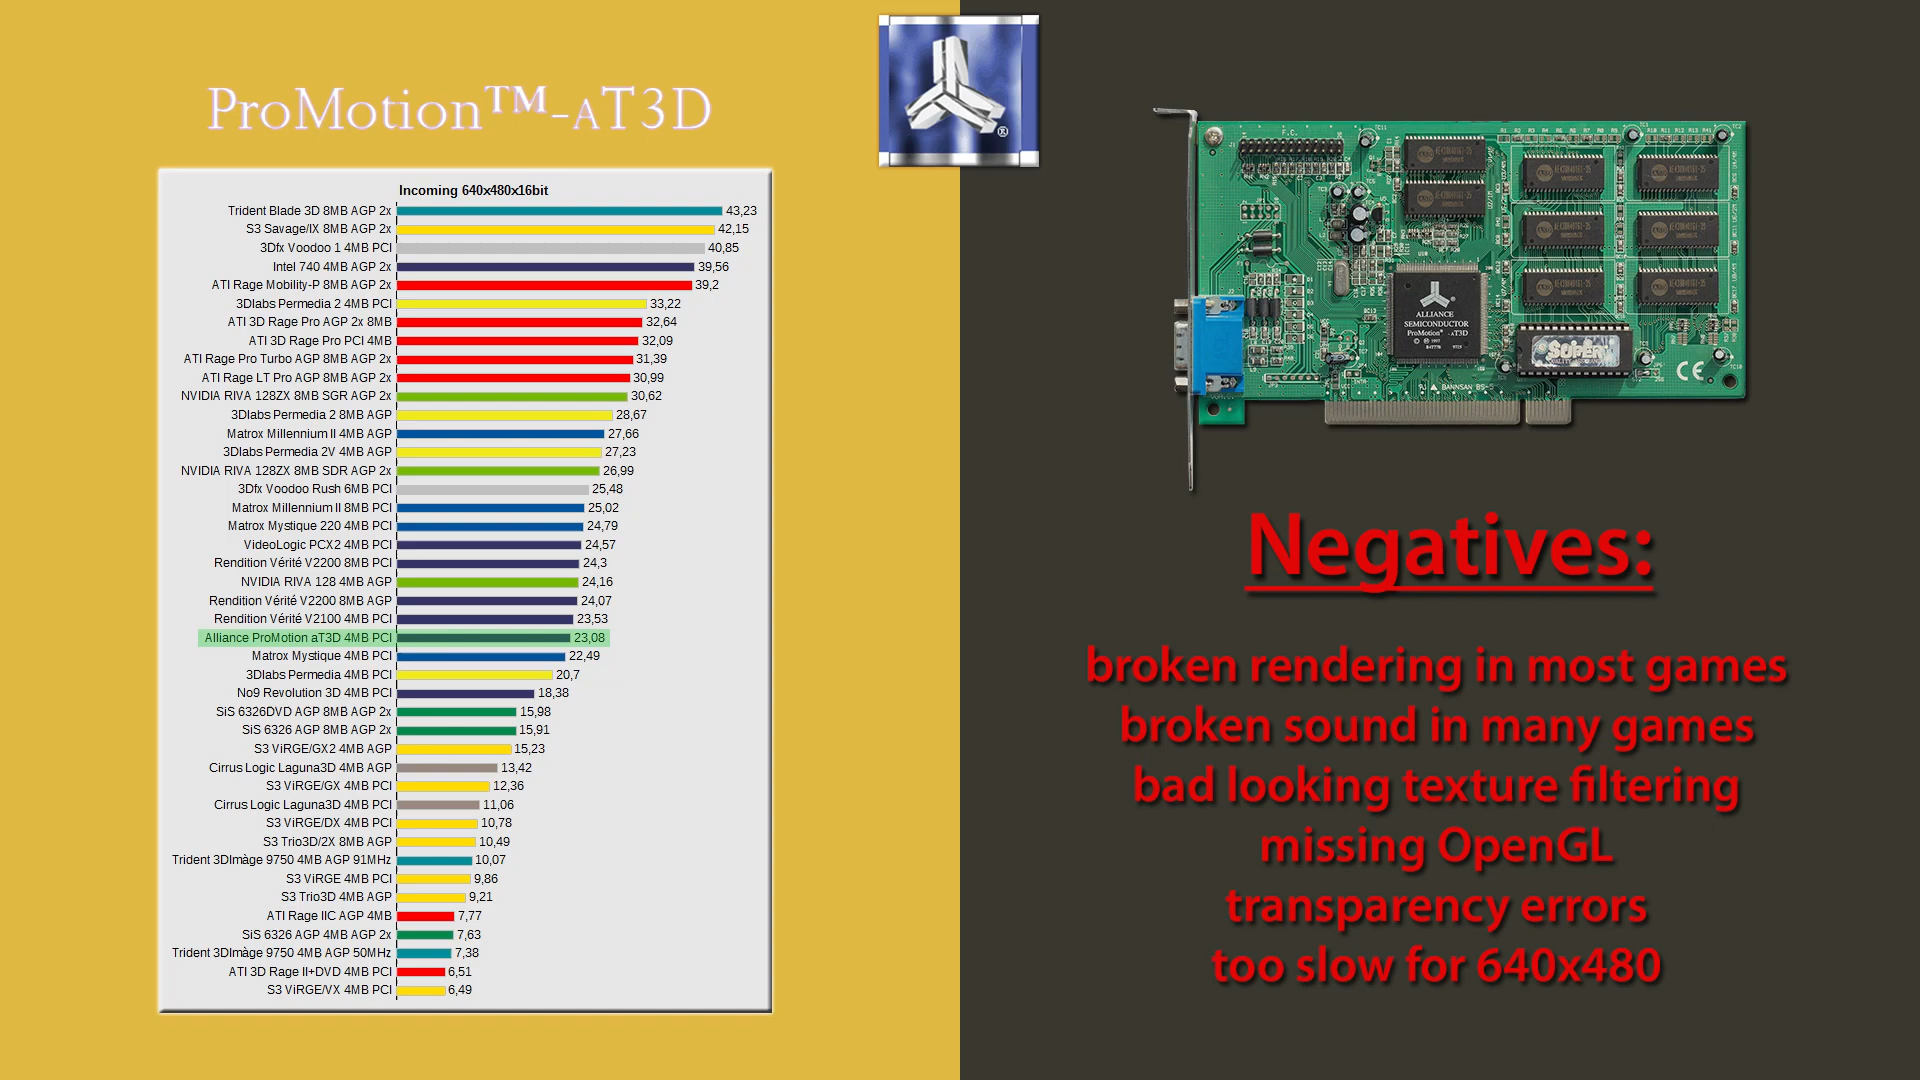 ProMotion™-aT3D
®
Incoming 640x480x16bit
Trident Blade 3D 8MB AGP 2x 43,23
S3 Savage/IX 8MB AGP 2x 42,15
3Dfx Voodoo 1 4MB PCI 40,85
Intel 740 4MB AGP 2x 39,56
ATI Rage Mobility-P 8MB AGP 2x 39,2
3Dlabs Permedia 2 4MB PCI 33,22
ATI 3D Rage Pro AGP 2x 8MB 32,64
ATI 3D Rage Pro PCI 4MB 32,09
ATI Rage Pro Turbo AGP 8MB AGP 2x 31,39
ATI Rage LT Pro AGP 8MB AGP 2x 30,99
NVIDIA RIVA 128ZX 8MB SGR AGP 2x 30,62
3Dlabs Permedia 2 8MB AGP 28,67
Matrox Millennium II 4MB AGP 27,66
3Dlabs Permedia 2V 4MB AGP 27,23
NVIDIA RIVA 128ZX 8MB SDR AGP 2x 26,99
3Dfx Voodoo Rush 6MB PCI 25,48
Matrox Millennium II 8MB PCI 25,02
Matrox Mystique 220 4MB PCI 24,79
VideoLogic PCX2 4MB PCI 24,57
Rendition Vérité V2200 8MB PCI 24,3
NVIDIA RIVA 128 4MB AGP 24,16
Rendition Vérité V2200 8MB AGP 24,07
Rendition Vérité V2100 4MB PCI 23,53
Alliance ProMotion aT3D 4MB PCI 23,08
Matrox Mystique 4MB PCI 22,49
3Dlabs Permedia 4MB PCI 20,7
No9 Revolution 3D 4MB PCI 18,38
SiS 6326DVD AGP 8MB AGP 2x 15,98
SiS 6326 AGP 8MB AGP 2x 15,91
S3 ViRGE/GX2 4MB AGP 15,23
Cirrus Logic Laguna3D 4MB AGP 13,42
S3 ViRGE/GX 4MB PCI 12,36
Cirrus Logic Laguna3D 4MB PCI 11,06
S3 ViRGE/DX 4MB PCI 10,78
S3 Trio3D/2X 8MB AGP 10,49
Trident 3DImàge 9750 4MB AGP 91MHz 10,07
S3 ViRGE 4MB PCI 9,86
S3 Trio3D 4MB AGP 9,21
ATI Rage IIC AGP 4MB 7,77
SiS 6326 AGP 4MB AGP 2x 7,63
Trident 3DImàge 9750 4MB AGP 50MHz 7,38
ATI 3D Rage II+DVD 4MB PCI 6,51
S3 ViRGE/VX 4MB PCI 6,49
F.C.
ALLIANCE
SEMICONDUCTOR
ProMotion® -aT3D
© 1997
SUPER
BANNSAN
CE
Negatives:
broken rendering in most games
broken sound in many games
bad looking texture filtering
missing OpenGL
transparency errors
too slow for 640x480